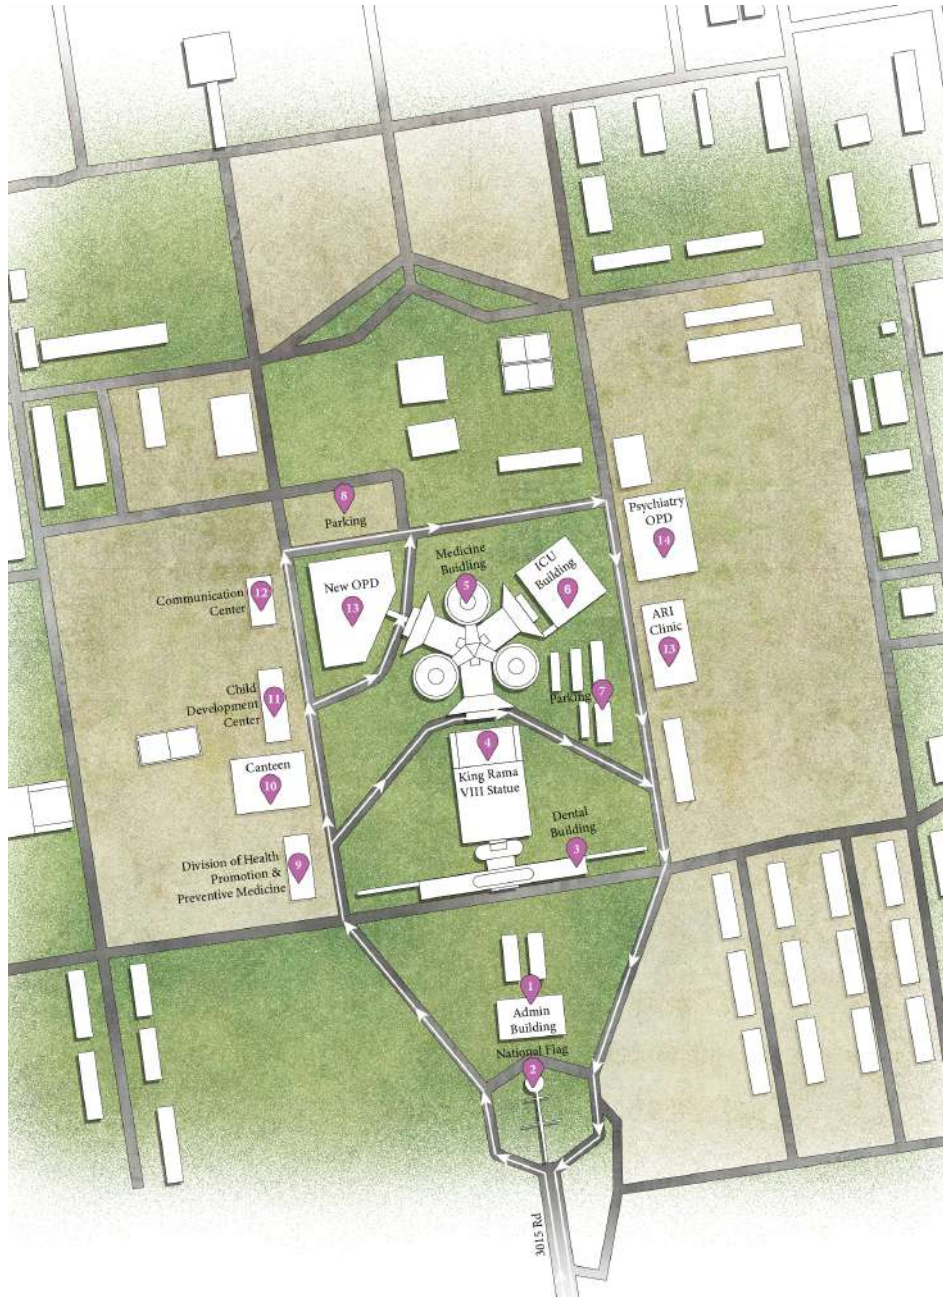 8
Parking
Psychiatry
OPD
14
Medicine
Buidling
5
ICU
Building
6
New OPD
13
12
Communication
Center
ARI
Clinic
13
Child
Development
Center
11
Parking
7
4
King Rama
VIII Statue
Canteen
10
Dental
Building
3
Division of Health
Promotion &
Preventive Medicine
9
1
Admin
Building
National Flag
2
3015 Rd